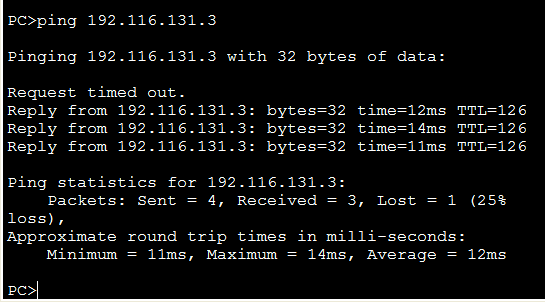 PC>ping 192.116.131.3
Pinging 192.116.131.3 with 32 bytes of data:
Request timed out.
Reply from 192.116.131.3: bytes=32 time=12ms TTL=126
Reply from 192.116.131.3: bytes=32 time=14ms TTL=126
Reply from 192.116.131.3: bytes=32 time=11ms TTL=126
Ping statistics for 192.116.131.3:
    Packets: Sent = 4, Received = 3, Lost = 1 (25%
loss),
Approximate round trip times in milli-seconds:
    Minimum = 11ms, Maximum = 14ms, Average = 12ms
PC>